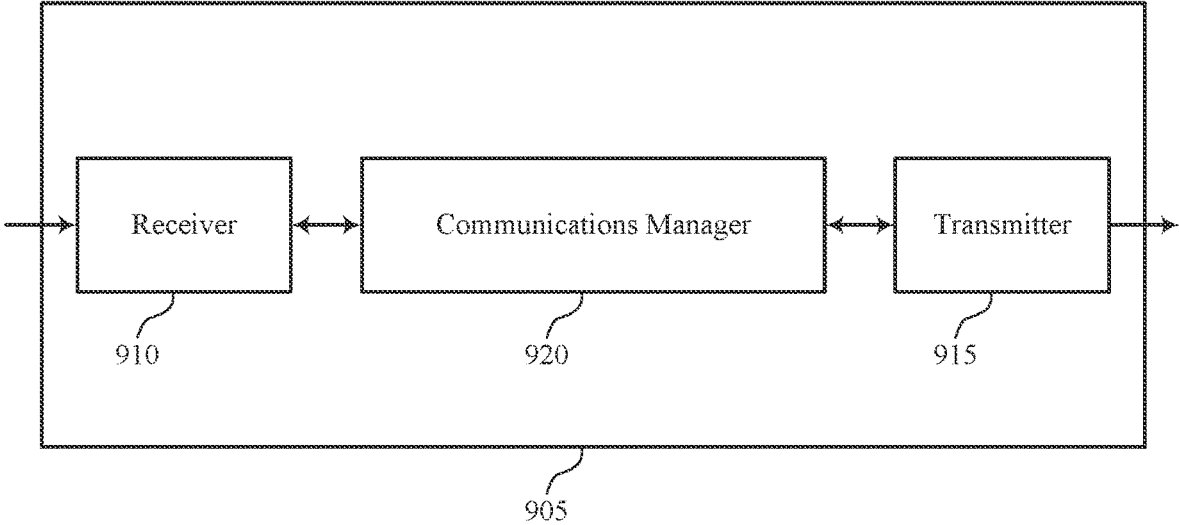 Receiver
Communications Manager
Transmitter
910
920
915
905